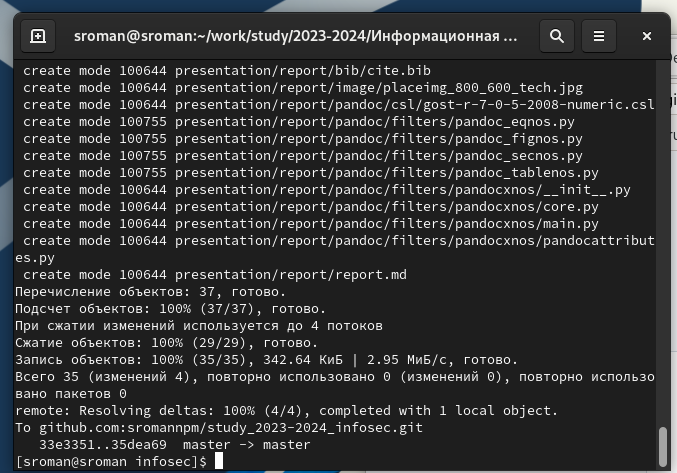 sroman@sroman:~/work/study/2023-2024/Информационная ...
create mode 100644 presentation/report/bib/cite.bib
create mode 100644 presentation/report/image/placeimg_800_600_tech.jpg
create mode 100644 presentation/report/pandoc/csl/gost-r-7-0-5-2008-numeric.csl
create mode 100755 presentation/report/pandoc/filters/pandoc_eqnos.py
create mode 100755 presentation/report/pandoc/filters/pandoc_fignos.py
create mode 100755 presentation/report/pandoc/filters/pandoc_secnos.py
create mode 100755 presentation/report/pandoc/filters/pandoc_tablenos.py
create mode 100644 presentation/report/pandoc/filters/pandocxnos/__init__.py
create mode 100644 presentation/report/pandoc/filters/pandocxnos/core.py
create mode 100644 presentation/report/pandoc/filters/pandocxnos/main.py
create mode 100644 presentation/report/pandoc/filters/pandocxnos/pandocattribut
es.py
create mode 100644 presentation/report/report.md
Перечисление объектов: 37, готово.
Подсчет объектов: 100% (37/37), готово.
При сжатии изменений используется до 4 потоков
Сжатие объектов: 100% (29/29), готово.
Запись объектов: 100% (35/35), 342.64 КиБ | 2.95 МиБ/с, готово.
Всего 35 (изменений 4), повторно использовано 0 (изменений 0), повторно использо
вано пакетов 0
remote: Resolving deltas: 100% (4/4), completed with 1 local object.
To github.com:sromannpm/study_2023-2024_infosec.git
33e3351..35dea69  master -> master
[sroman@sroman infosec]$